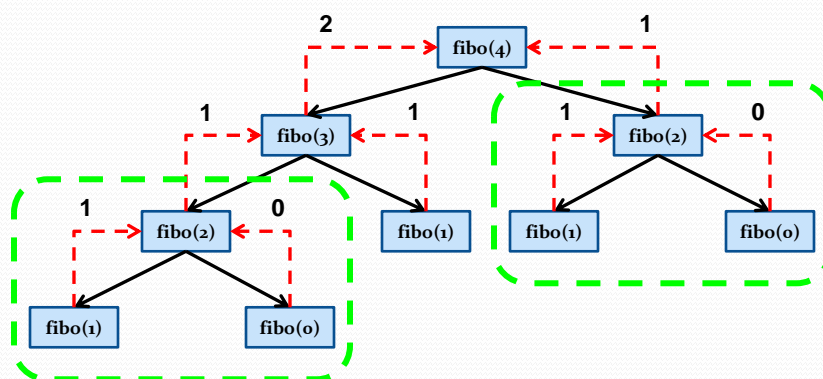 2 1
fibo(4)
1 1 1 0
fibo(3) fibo(2)
1 0
fibo(2) fibo(1) fibo(1) fibo(0)
fibo(1) fibo(0)